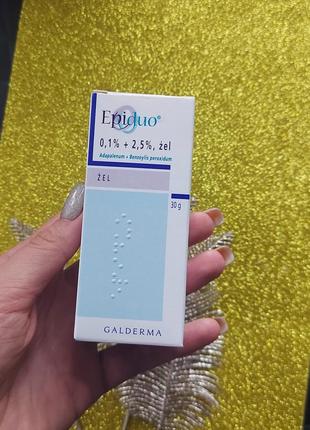 Epiduo®
0,1% + 2,5%, żel
Adapalenum + Benzoylis peroxidum
ŻEL
30 g
GALDERMA